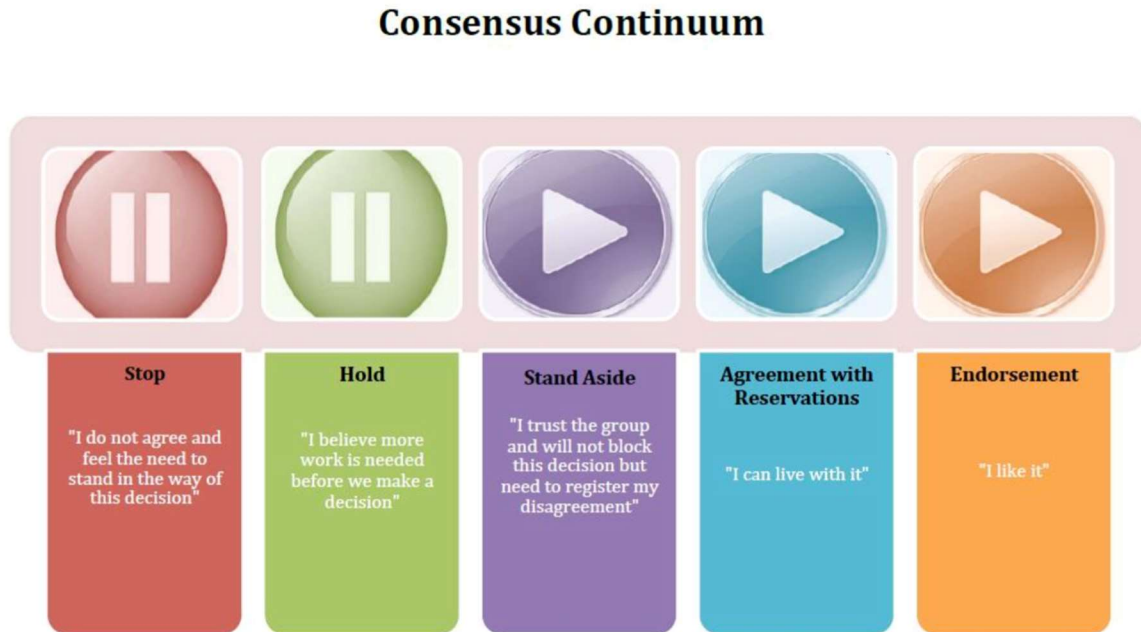 Consensus Continuum
Stop
"I do not agree and
feel the need to
stand in the way of
this decision"
Hold
"I believe more
work is needed
before we make a
decision"
Stand Aside
"I trust the group
and will not block
this decision but
need to register my
disagreement"
Agreement with
Reservations
"I can live with it"
Endorsement
"I like it"